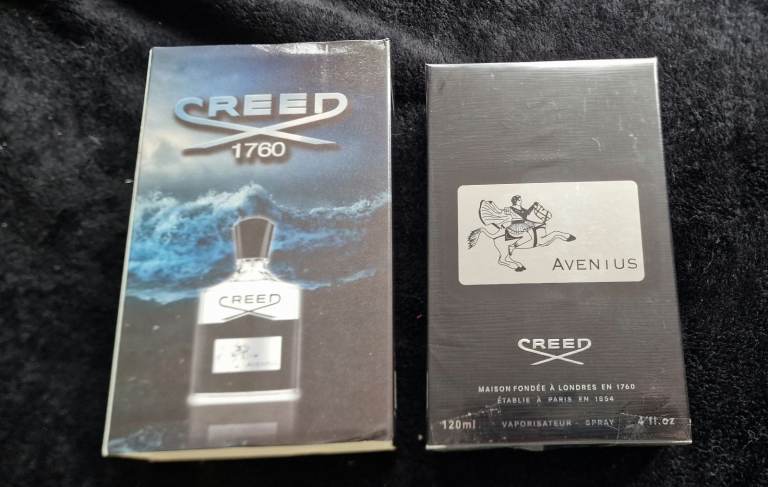 CREED
1760
CREED
AVENIUS
AVENIUS
CREED
MAISON FONDÉE À LONDRES EN 1760
ÉTABLIE À PARIS EN 1854
120ml VAPORISATEUR - SPRAY 4 fl.oz